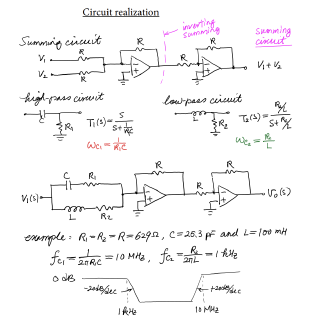 Circuit realization
Summing circuit
inverting summing
summing circuit
R
R
R
R
R
V₁
V₂
V₁+V₂
high-pass circuit
low-pass circuit
C
R₁
T₁(s) = s / (s + 1/R₁C)
ωc₁ = 1/R₁C
L
R₂
T₂(s) = R₂/L / (s + R₂/L)
ωc₂ = R₂/L
C R₁
R
R
R
V₁(s)
V₀(s)
L R₂
example: R₁=R₂=R=629Ω, C=25.3 pF and L=100 mH
fc₁ = 1/2πR₁C = 10 MHz, fc₂ = R₂/2πL = 1 kHz
0 dB
-20dB/dec
+20dB/dec
1kHz
10 MHz